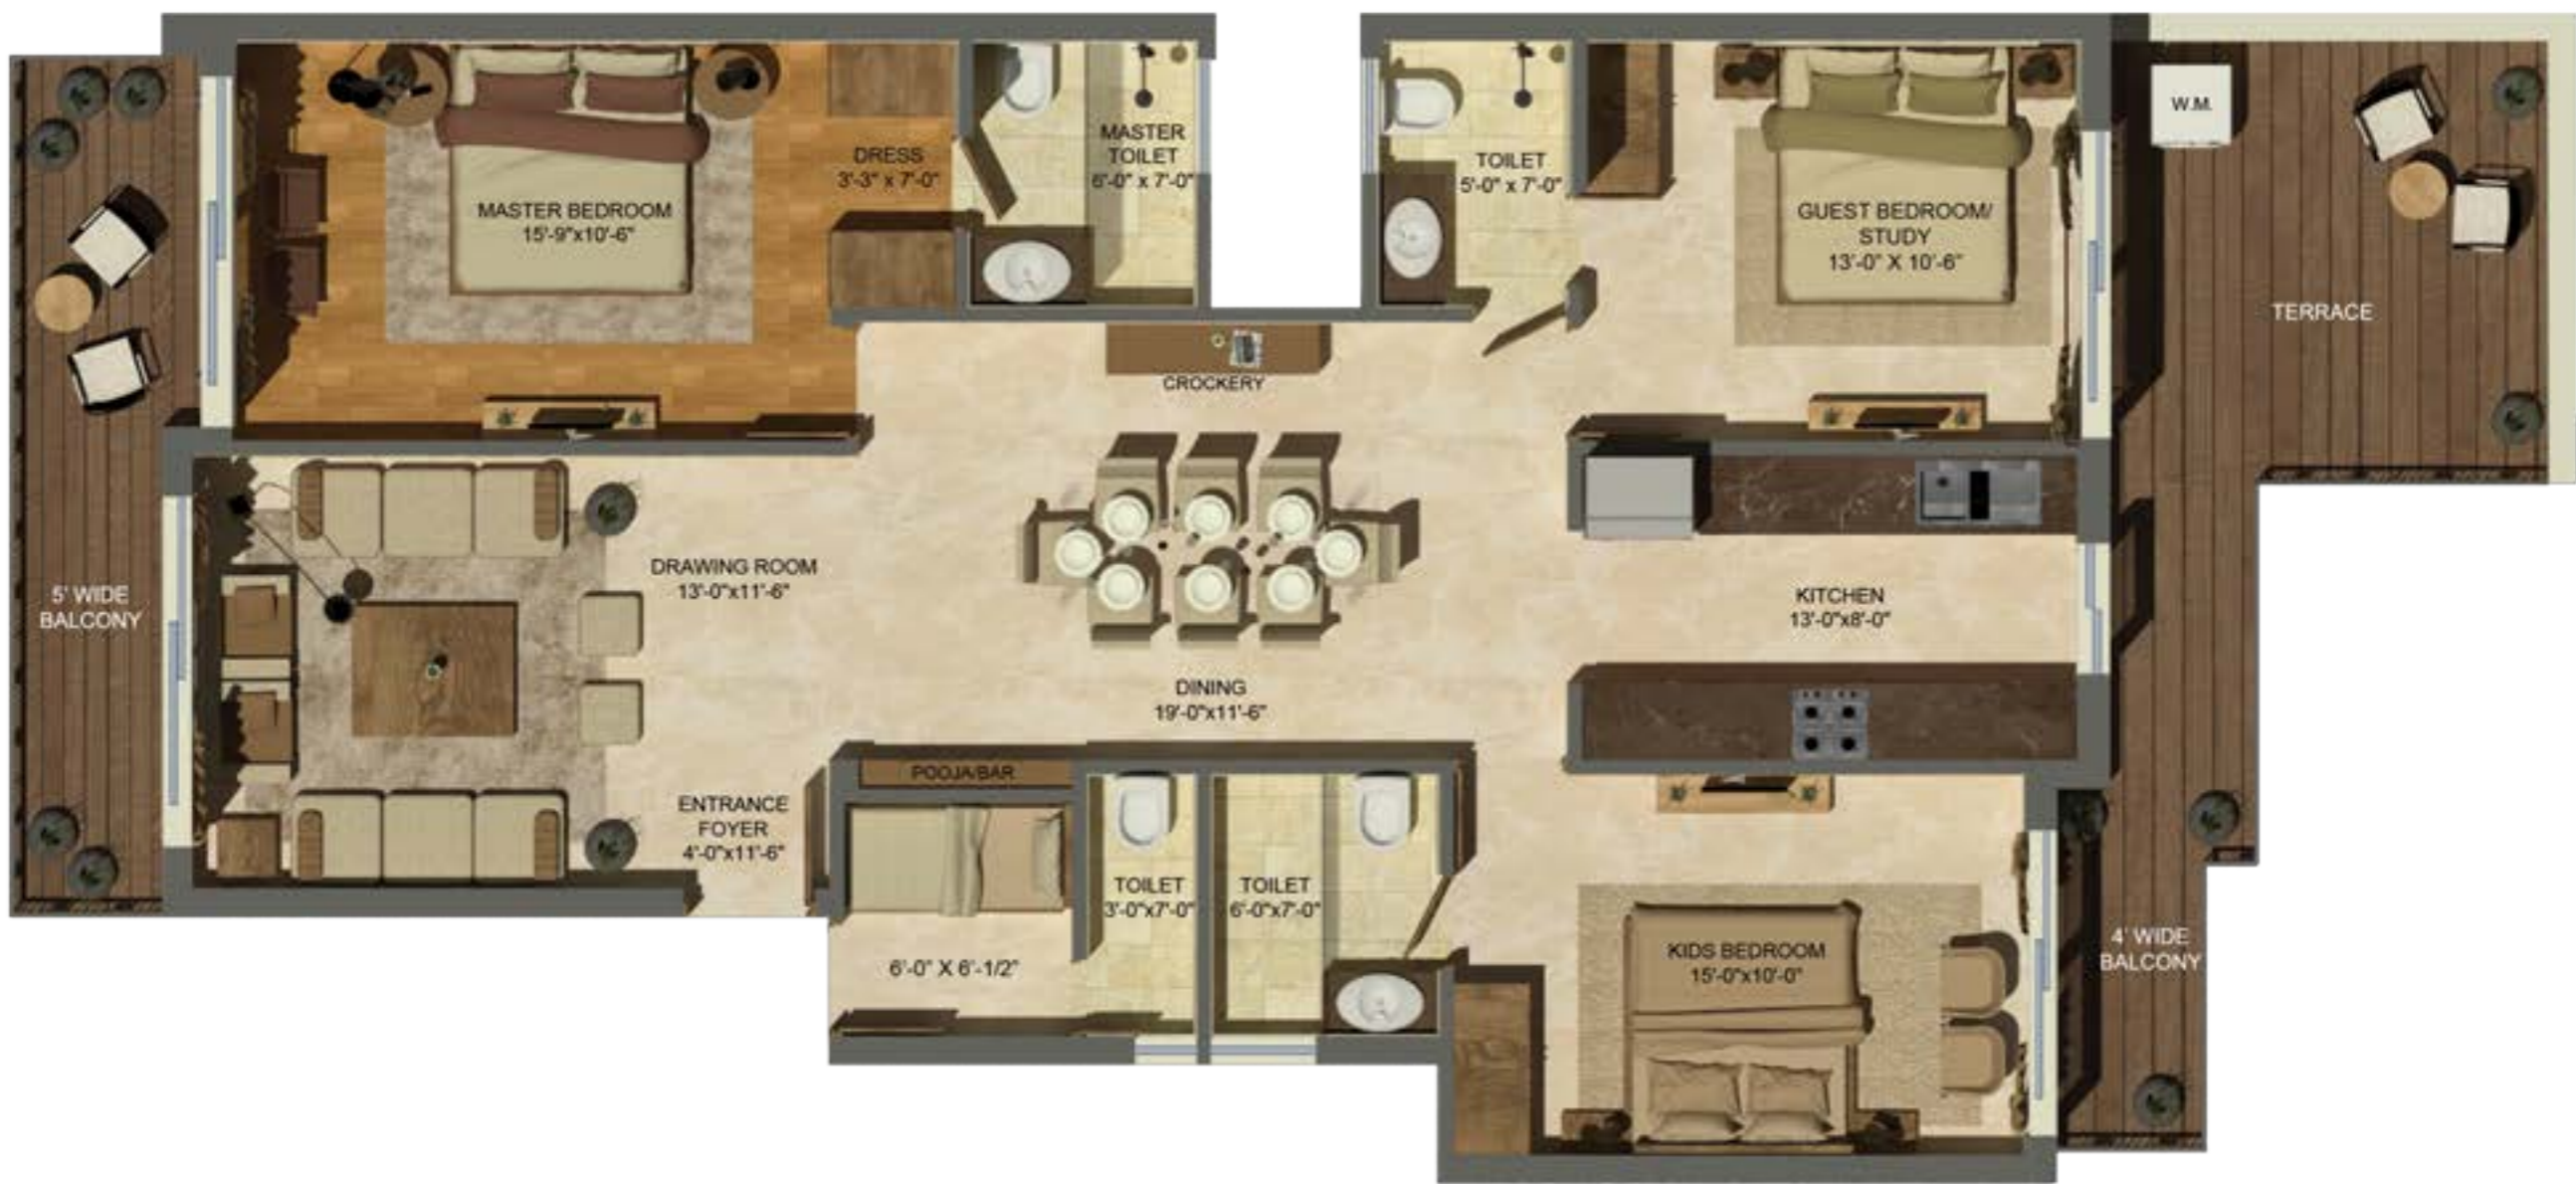 MASTER BEDROOM
15'-9"x10'-6"
DRESS
3'-3" x 7'-0"
MASTER
TOILET
6'-0" x 7'-0"
TOILET
5'-0" x 7'-0"
GUEST BEDROOM/
STUDY
13'-0" X 10'-6"
W.M.
TERRACE
CROCKERY
5' WIDE
BALCONY
DRAWING ROOM
13'-0"x11'-6"
DINING
19'-0"x11'-6"
KITCHEN
13'-0"x8'-0"
ENTRANCE
FOYER
4'-0"x11'-6"
POOJA/BAR
6'-0" X 6'-1/2"
TOILET
3'-0"x7'-0"
TOILET
6'-0"x7'-0"
KIDS BEDROOM
15'-0"x10'-0"
4' WIDE
BALCONY